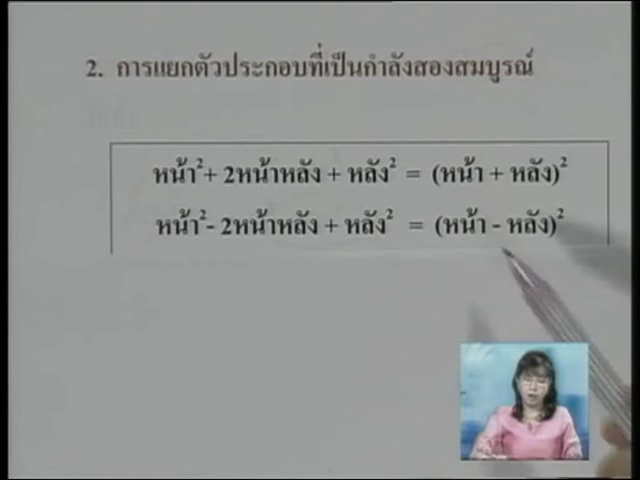 2. การแยกตัวประกอบที่เป็นกำลังสองสมบูรณ์
หน้า²+ 2หน้าหลัง + หลัง² = (หน้า + หลัง)²
หน้า²- 2หน้าหลัง + หลัง² = (หน้า - หลัง)²